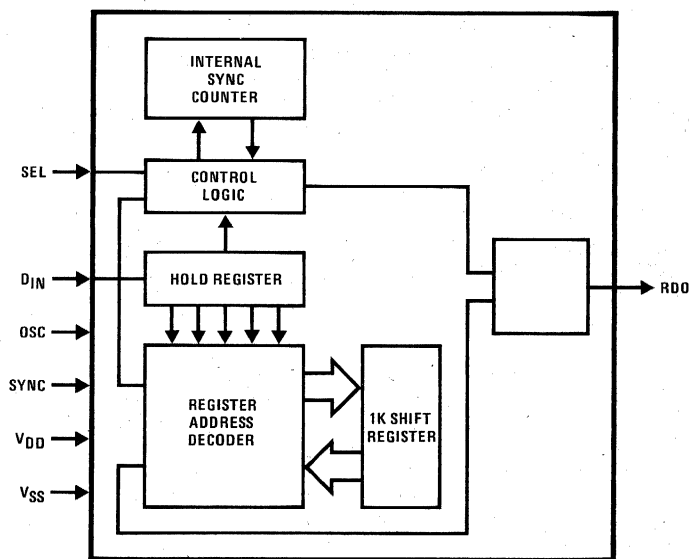 INTERNAL
SYNC
COUNTER
SEL
CONTROL
LOGIC
DIN
HOLD REGISTER
RDO
OSC
SYNC
REGISTER
ADDRESS
DECODER
1K SHIFT
REGISTER
VDD
VSS